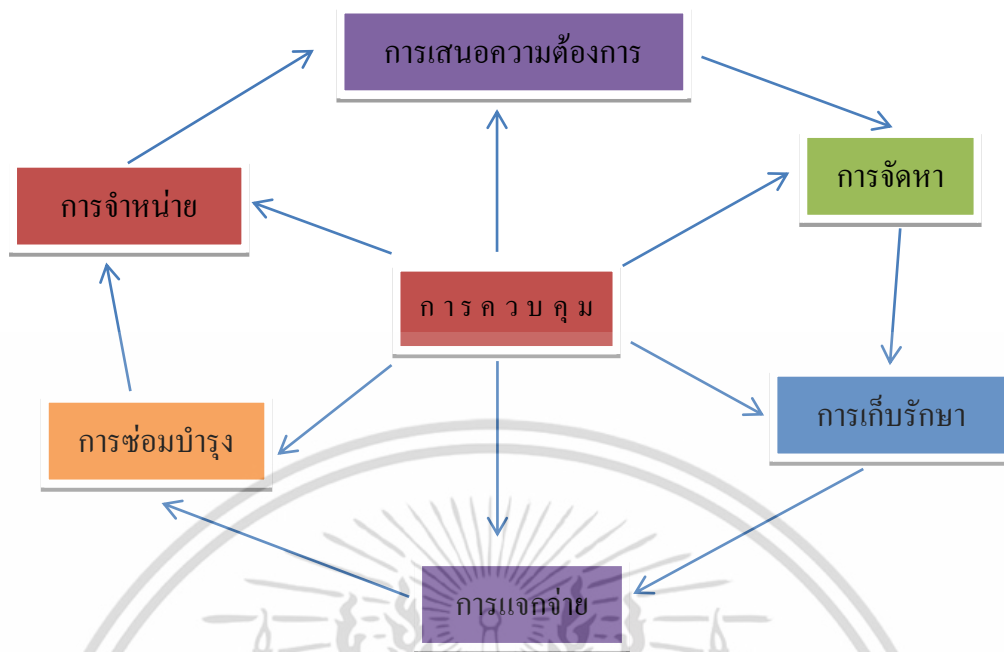 การเสนอความต้องการ
การจัดหา
การจำหน่าย
การควบคุม
การเก็บรักษา
การซ่อมบำรุง
การแจกจ่าย